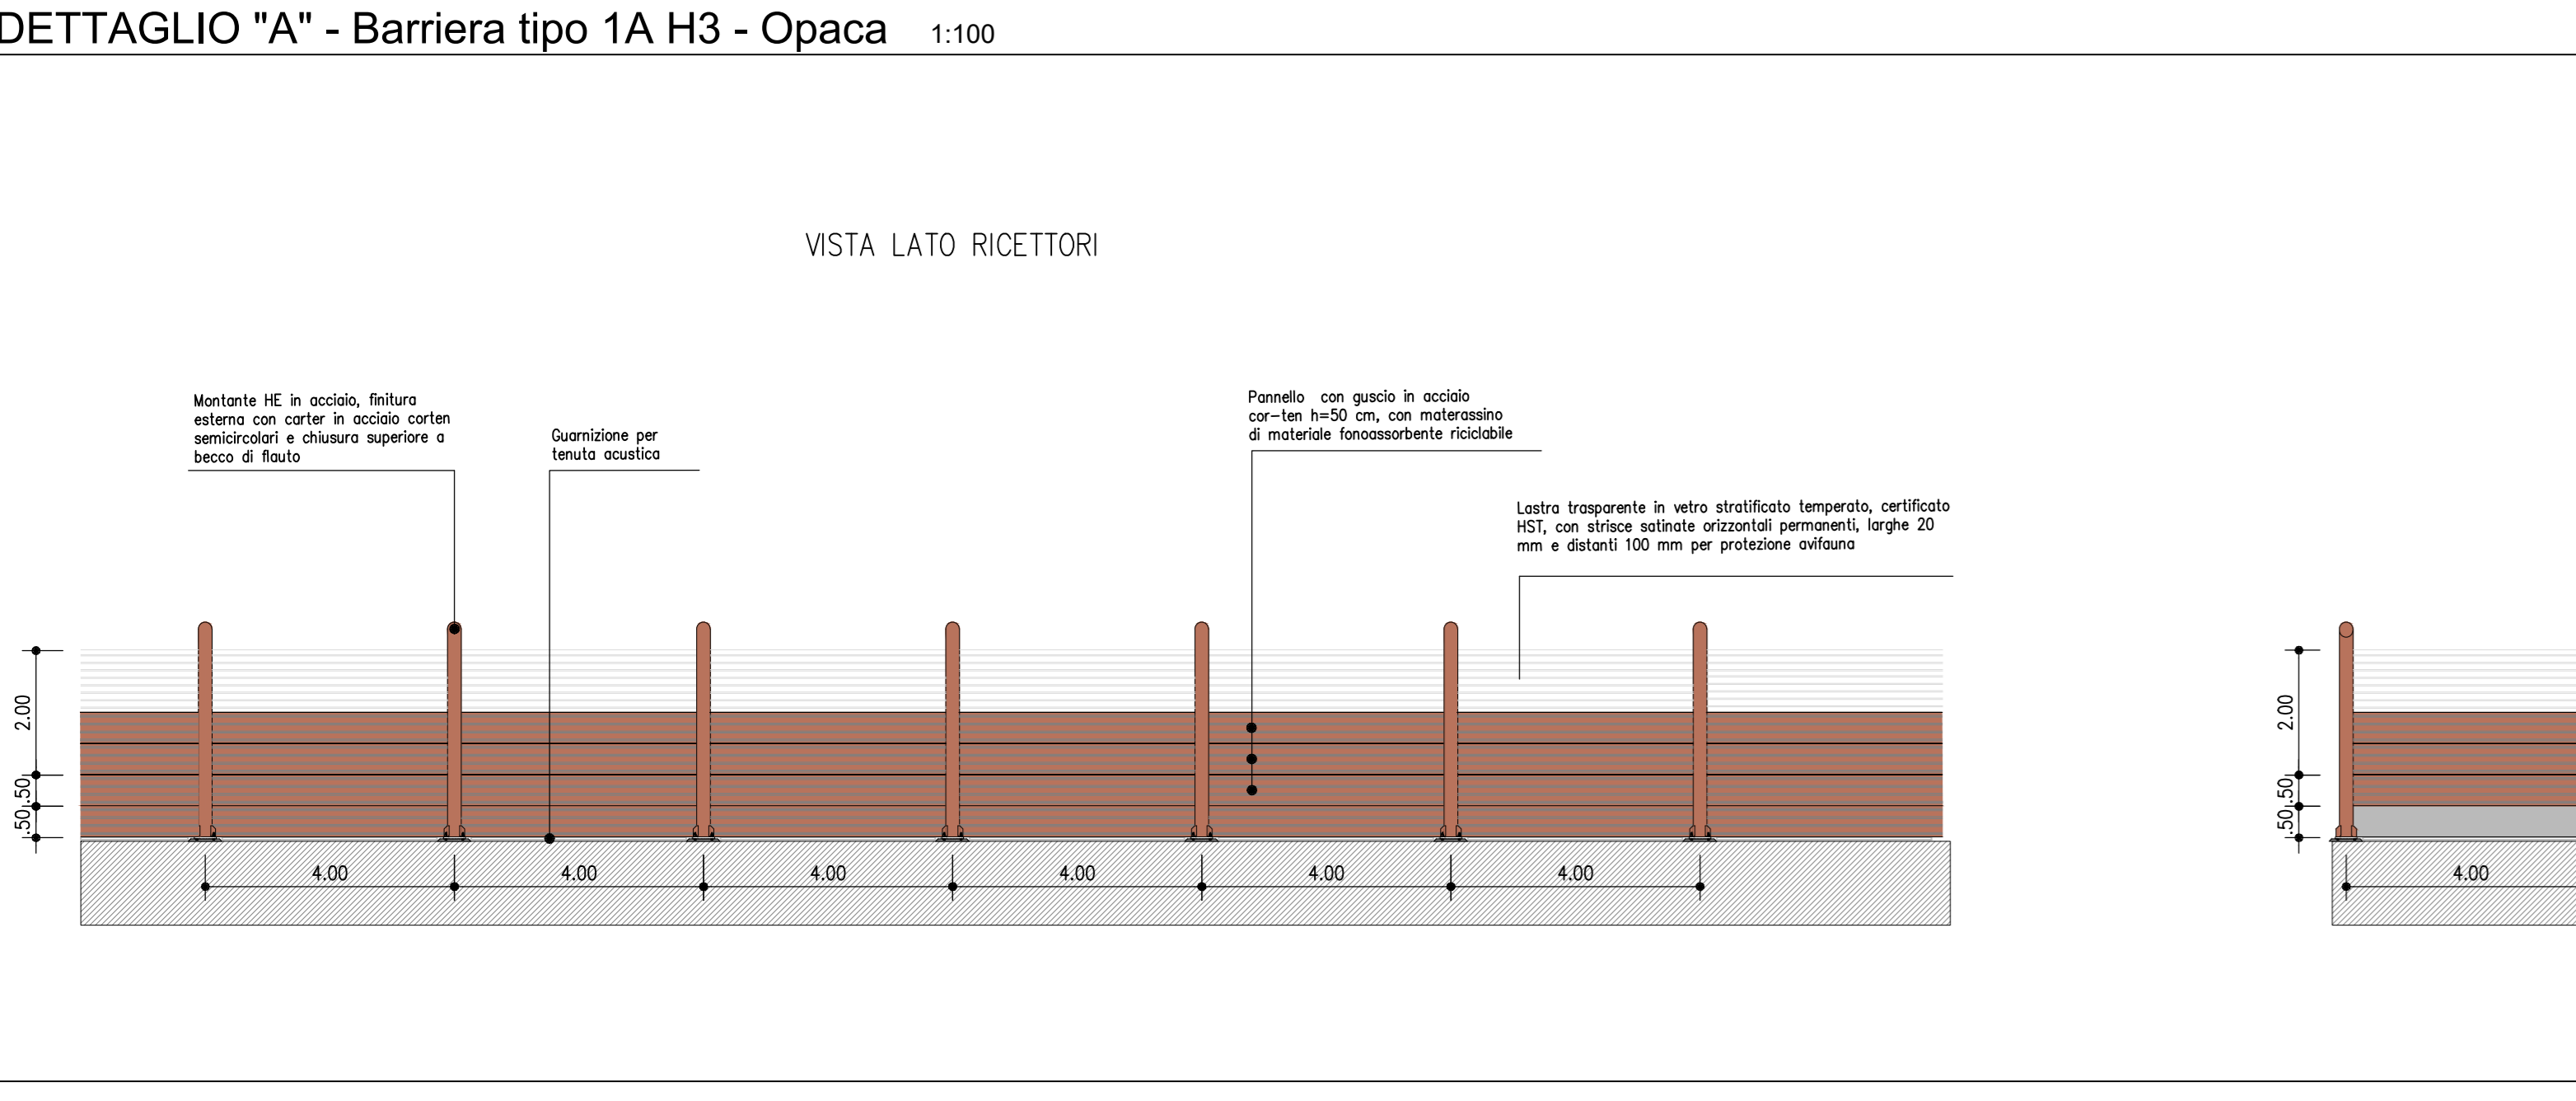 DETTAGLIO "A" - Barriera tipo 1A H3 - Opaca 1:100
VISTA LATO RICETTORI
Montante HE in acciaio, finitura
esterna con carter in acciaio corten
semicircolari e chiusura superiore a
becco di flauto
Guarnizione per
tenuta acustica
Pannello con guscio in acciaio
cor-ten h=50 cm, con materassino
di materiale fonoassorbente riciclabile
Lastra trasparente in vetro stratificato temperato, certificato
HST, con strisce satinate orizzontali permanenti, larghe 20
mm e distanti 100 mm per protezione avifauna
2.00
.50
.50
4.00 4.00 4.00 4.00 4.00 4.00
2.00
.50
.50
4.00